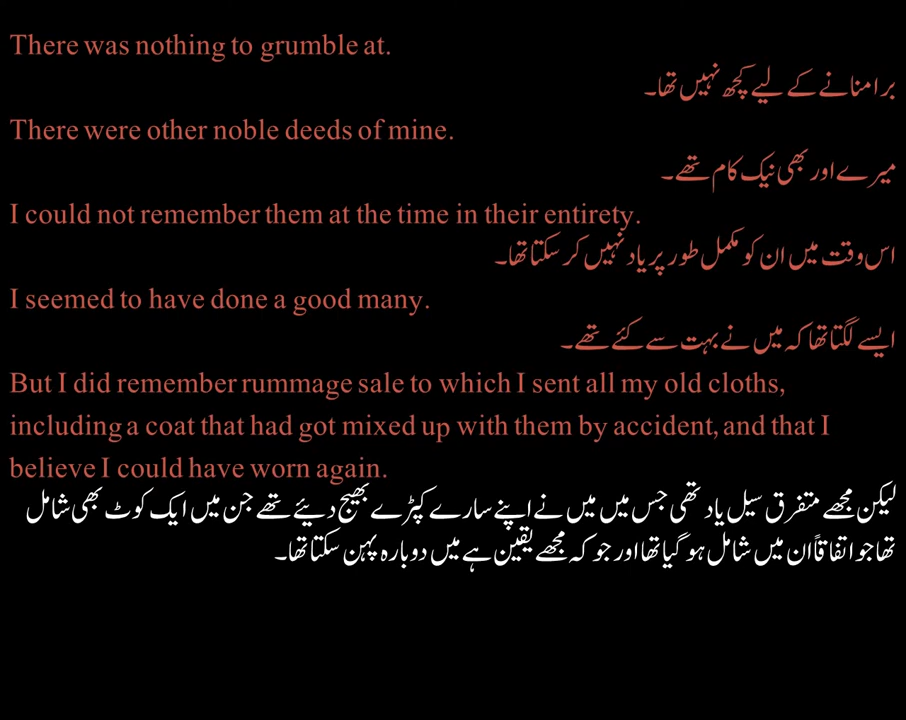 There was nothing to grumble at.
برا منانے کے لیے کچھ نہیں تھا۔
There were other noble deeds of mine.
میرے اور بھی نیک کام تھے۔
I could not remember them at the time in their entirety.
اس وقت میں ان کو مکمل طور پر یاد نہیں کر سکتا تھا۔
I seemed to have done a good many.
ایسے لگتا تھا کہ میں نے بہت سے کئے تھے۔
But I did remember rummage sale to which I sent all my old cloths,
including a coat that had got mixed up with them by accident, and that I
believe I could have worn again.
لیکن مجھے متفرق سیل یاد تھی جس میں میں نے اپنے سارے کپڑے بھیج دیئے تھے جن میں ایک کوٹ بھی شامل
تھا جو اتفاقاً ان میں شامل ہو گیا تھا اور جو کہ مجھے یقین ہے میں دوبارہ پہن سکتا تھا۔